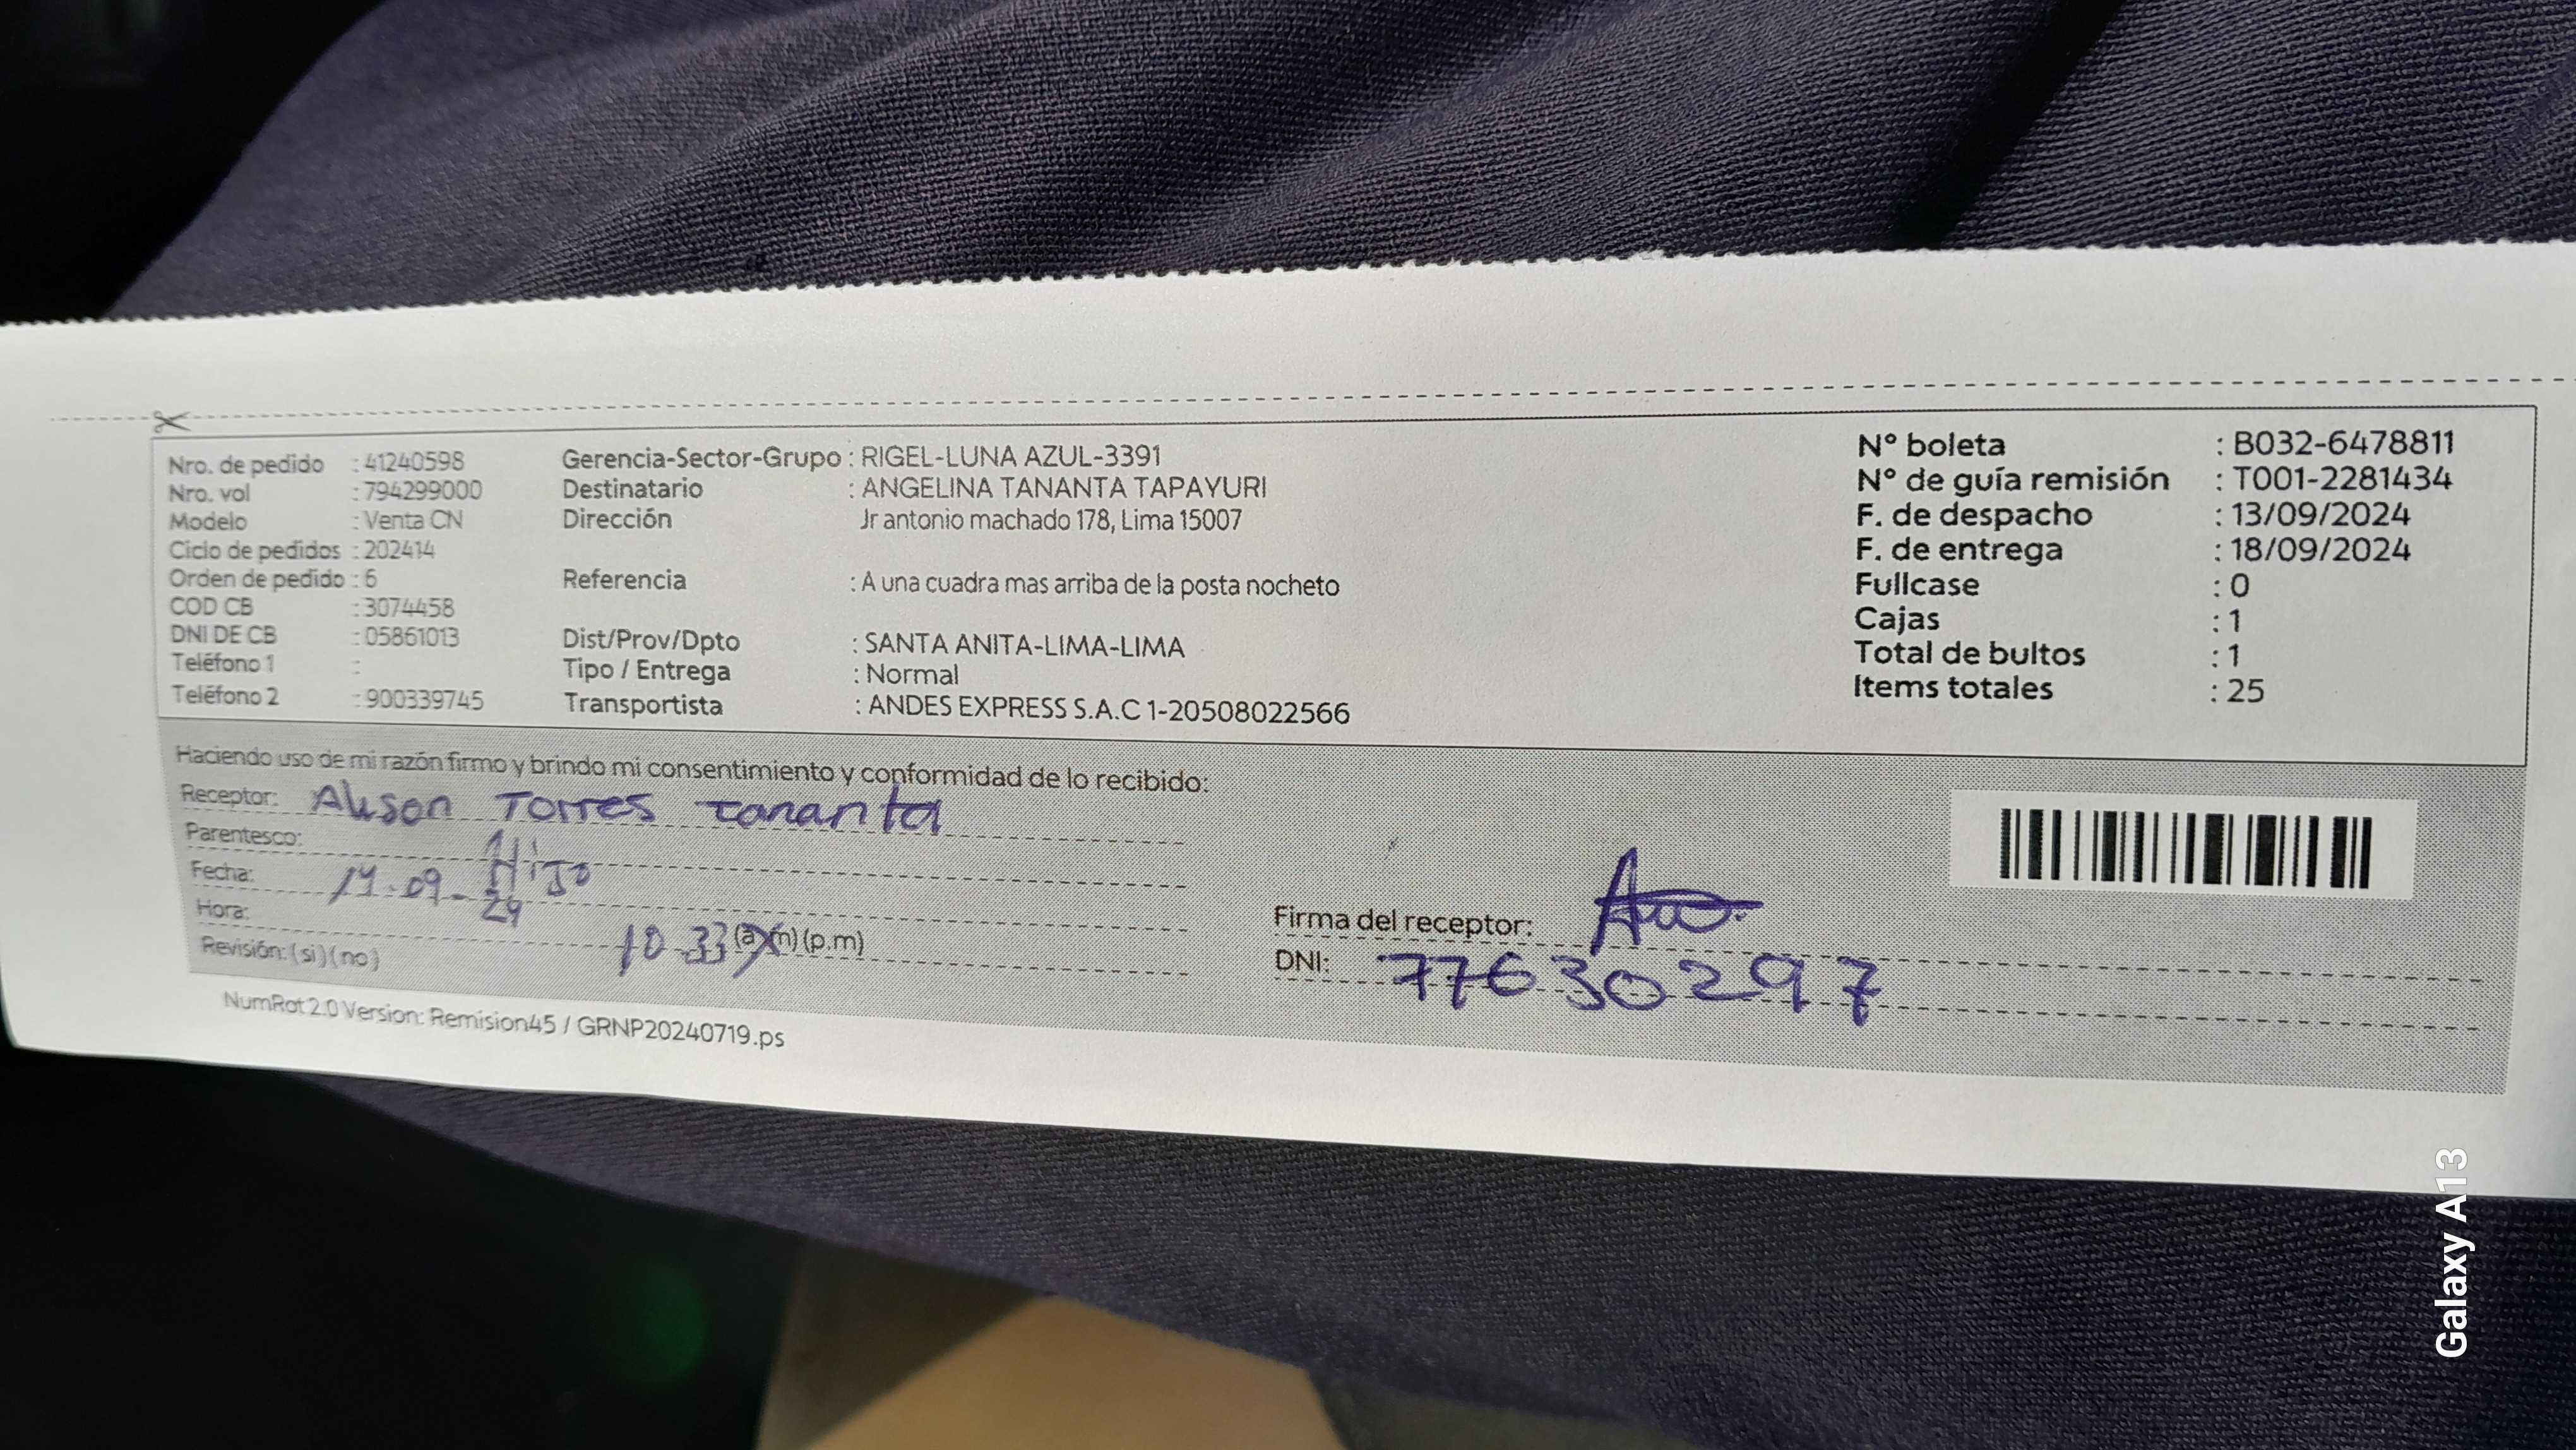 Nro. de pedido : 41240598
Nro. vol : 794299000
Modelo : Venta CN
Ciclo de pedidos : 202414
Orden de pedido : 6
COD CB : 3074458
DNI DE CB : 05861013
Teléfono 1 :
Teléfono 2 : 900339745
Gerencia-Sector-Grupo : RIGEL-LUNA AZUL-3391
Destinatario : ANGELINA TANANTA TAPAYURI
Dirección Jr antonio machado 178, Lima 15007
Referencia : A una cuadra mas arriba de la posta nocheto
Dist/Prov/Dpto : SANTA ANITA-LIMA-LIMA
Tipo / Entrega : Normal
Transportista : ANDES EXPRESS S.A.C 1-20508022566
N° boleta : B032-6478811
N° de guía remisión : T001-2281434
F. de despacho : 13/09/2024
F. de entrega : 18/09/2024
Fullcase : 0
Cajas : 1
Total de bultos : 1
Items totales : 25
Haciendo uso de mi razón firmo y brindo mi consentimiento y conformidad de lo recibido:
Receptor: Alison Torres tananta
Parentesco: Hijo
Fecha: 14-09-24
Hora: 10 33 (a.m) (p.m)
Revisión: (si) (no)
Firma del receptor:
DNI: 77630297
NumRot 2.0 Version: Remision45 / GRNP20240719.ps
Galaxy A13